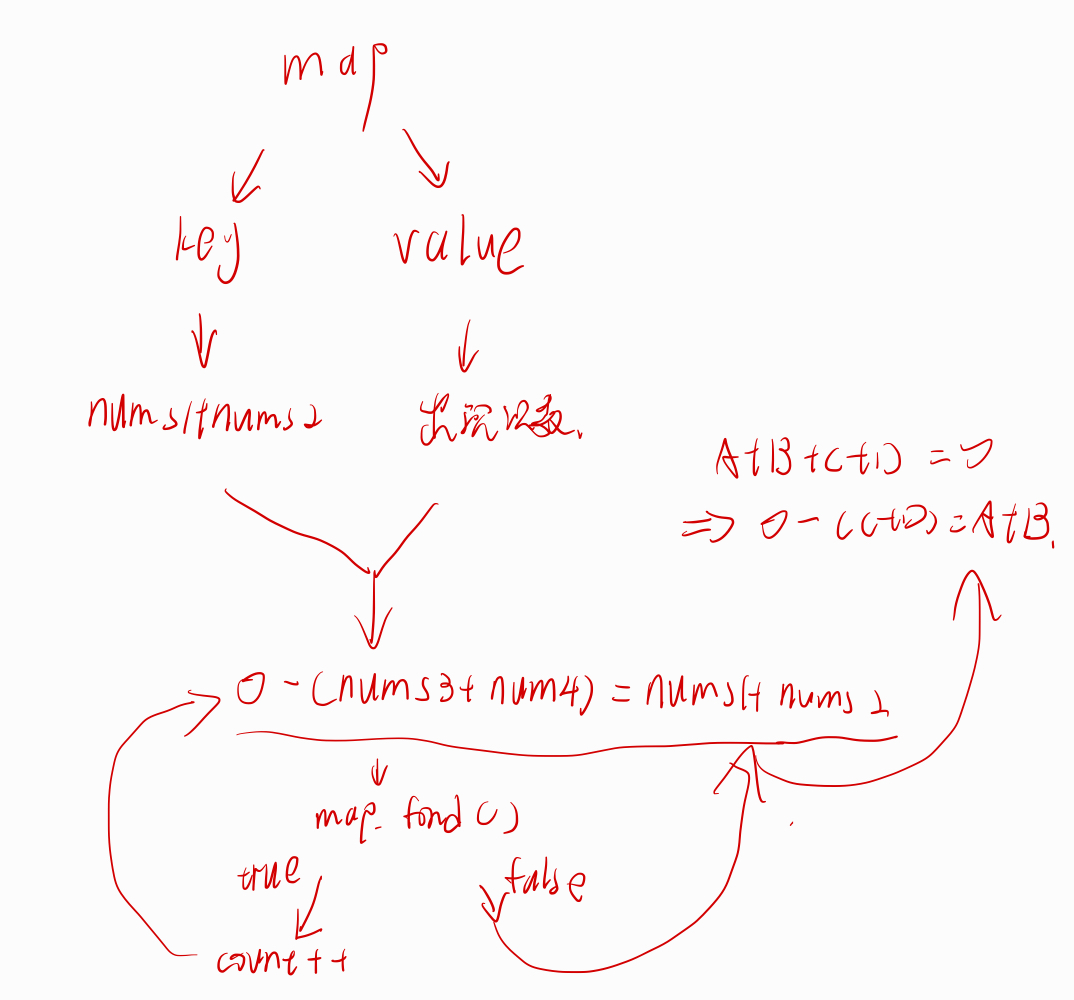 map
key value
nums1+nums2 出现次数.
A+B+C+D = 0
=> 0-(C+D)=A+B.
0-(nums3+num4)=nums1+nums2
map. fond()
true false
count++